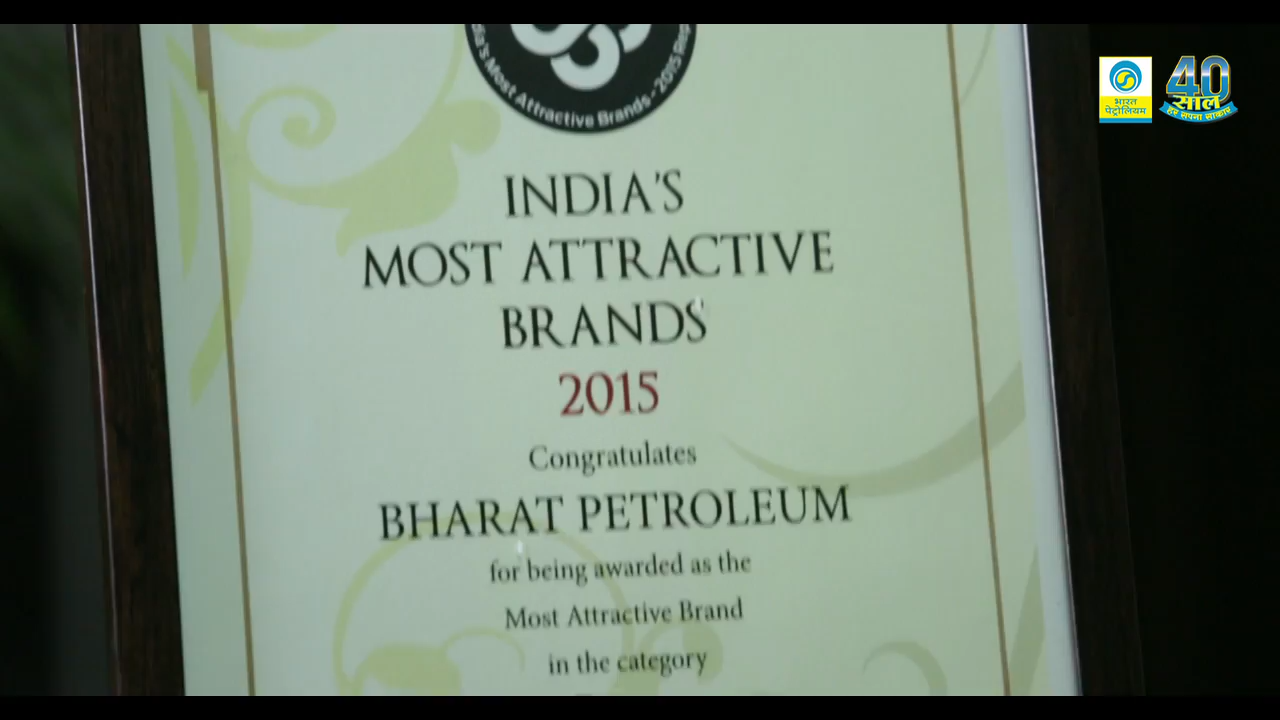 India's Most Attractive Brands - 2015
भारत
पेट्रोलियम
40
साल
हर सपना साकार
INDIA'S
MOST ATTRACTIVE
BRANDS
2015
Congratulates
BHARAT PETROLEUM
for being awarded as the
Most Attractive Brand
in the category